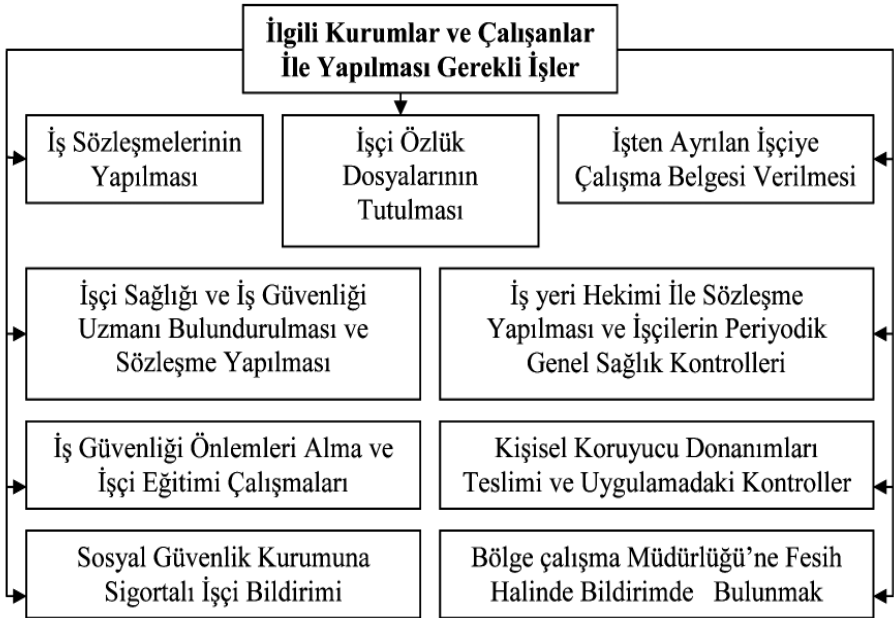 İlgili Kurumlar ve Çalışanlar
İle Yapılması Gerekli İşler
İş Sözleşmelerinin
Yapılması
İşçi Özlük
Dosyalarının
Tutulması
İşten Ayrılan İşçiye
Çalışma Belgesi Verilmesi
İşçi Sağlığı ve İş Güvenliği
Uzmanı Bulundurulması ve
Sözleşme Yapılması
İş yeri Hekimi İle Sözleşme
Yapılması ve İşçilerin Periyodik
Genel Sağlık Kontrolleri
İş Güvenliği Önlemleri Alma ve
İşçi Eğitimi Çalışmaları
Kişisel Koruyucu Donanımları
Teslimi ve Uygulamadaki Kontroller
Sosyal Güvenlik Kurumuna
Sigortalı İşçi Bildirimi
Bölge çalışma Müdürlüğü’ne Fesih
Halinde Bildirimde Bulunmak